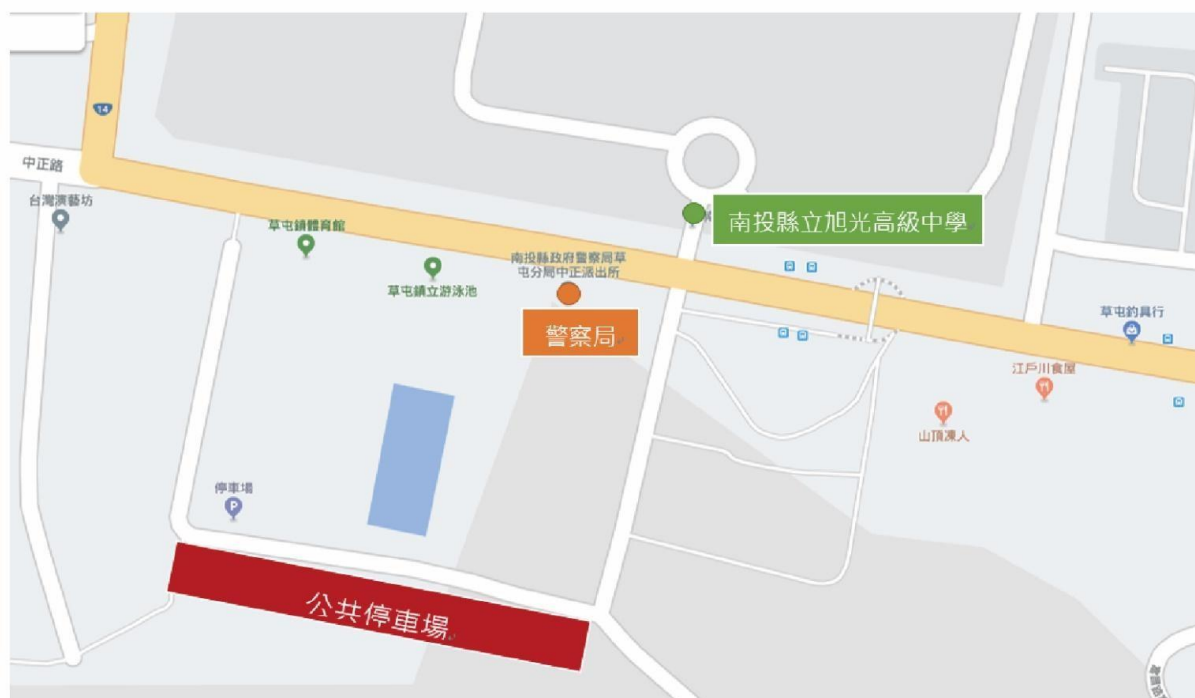 14
中正路
台灣演藝坊
草屯鎮體育館
南投縣立旭光高級中學
南投縣政府警察局草
屯分局中正派出所
草屯鎮立游泳池
警察局
草屯釣具行
江戶川食屋
山頂凍人
停車場
P
公共停車場